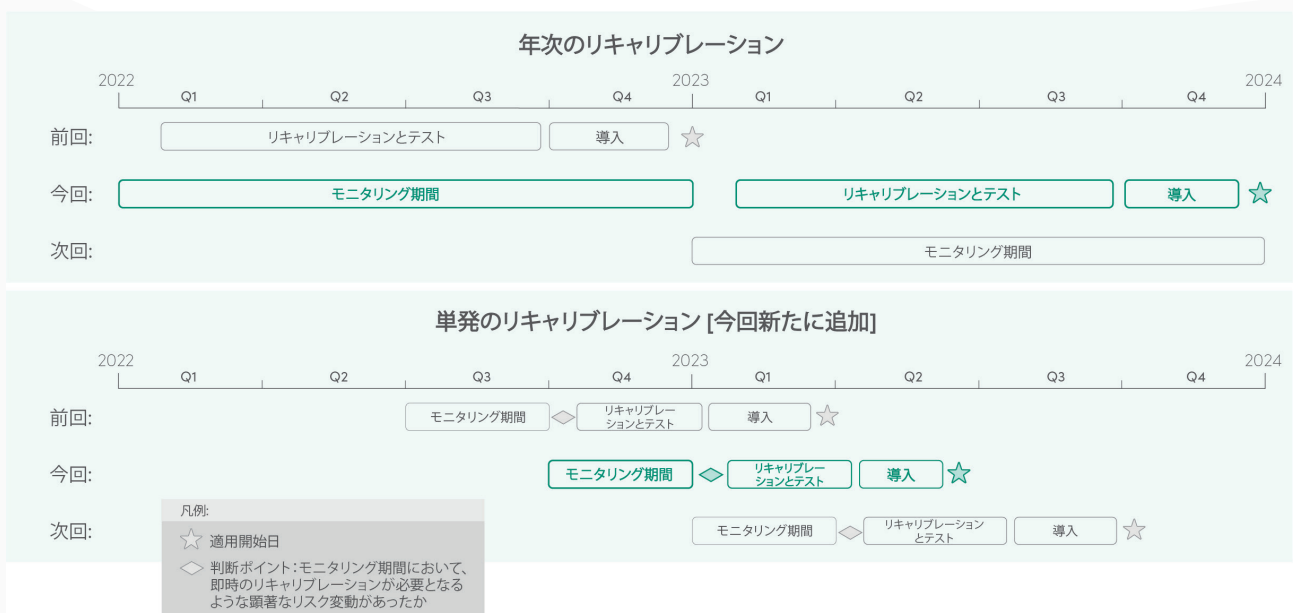 年次のリキャリブレーション
2022 2023 2024
Q1 Q2 Q3 Q4 Q1 Q2 Q3 Q4
前回: リキャリブレーションとテスト 導入
今回: モニタリング期間 リキャリブレーションとテスト 導入
次回: モニタリング期間
単発のリキャリブレーション [今回新たに追加]
2022 2023 2024
Q1 Q2 Q3 Q4 Q1 Q2 Q3 Q4
前回: モニタリング期間 リキャリブレー
ションとテスト 導入
今回: モニタリング期間 リキャリブレー
ションとテスト 導入
次回: モニタリング期間 リキャリブレーション
とテスト 導入
凡例:
適用開始日
判断ポイント：モニタリング期間において、
即時のリキャリブレーションが必要となる
ような顕著なリスク変動があったか